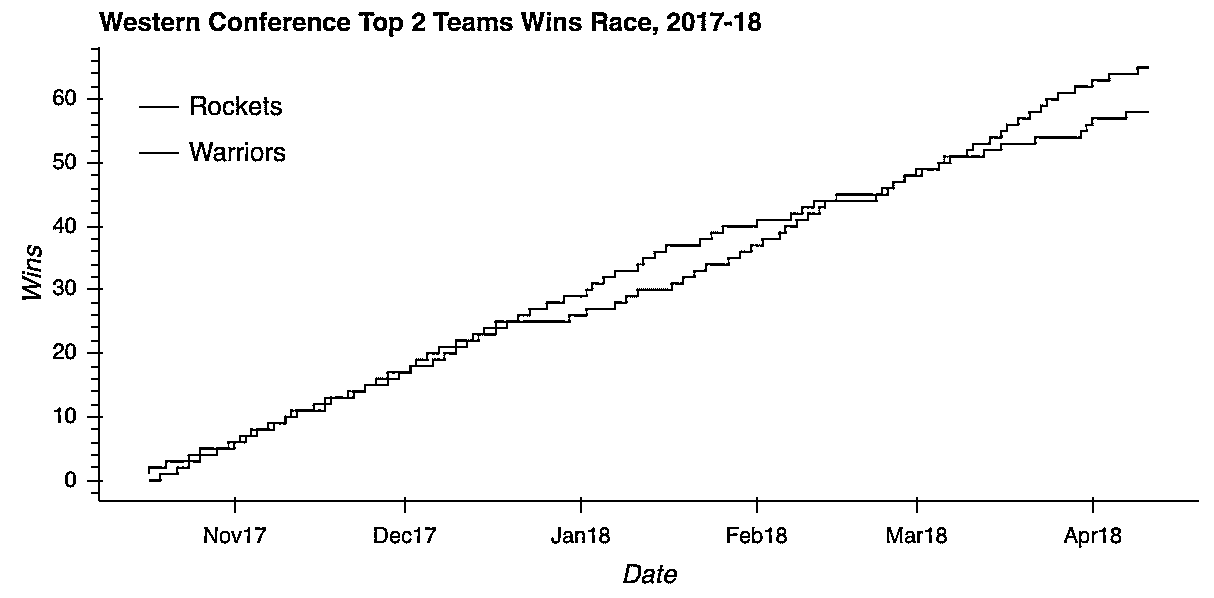 Western Conference Top 2 Teams Wins Race, 2017-18
Rockets
Warriors
60
50
40
30
20
10
0
Wins
Nov17 Dec17 Jan18 Feb18 Mar18 Apr18
Date